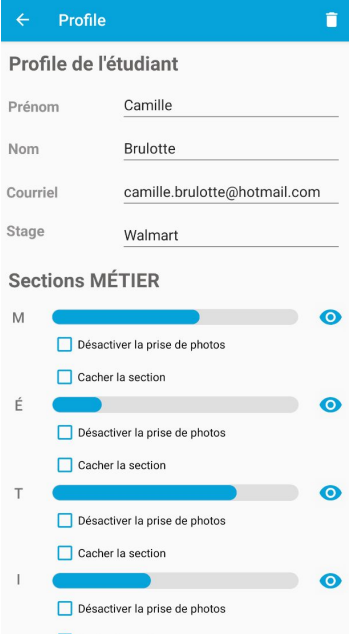 Profile
Profile de l'étudiant
Prénom Camille
Nom Brulotte
Courriel camille.brulotte@hotmail.com
Stage Walmart
Sections MÉTIER
M
Désactiver la prise de photos
Cacher la section
É
Désactiver la prise de photos
Cacher la section
T
Désactiver la prise de photos
Cacher la section
I
Désactiver la prise de photos